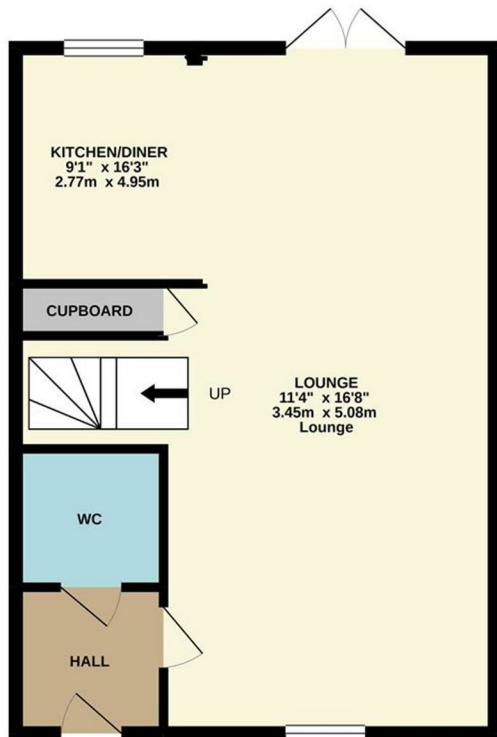 KITCHEN/DINER
9'1" x 16'3"
2.77m x 4.95m
CUPBOARD
UP
LOUNGE
11'4" x 16'8"
3.45m x 5.08m
Lounge
WC
HALL